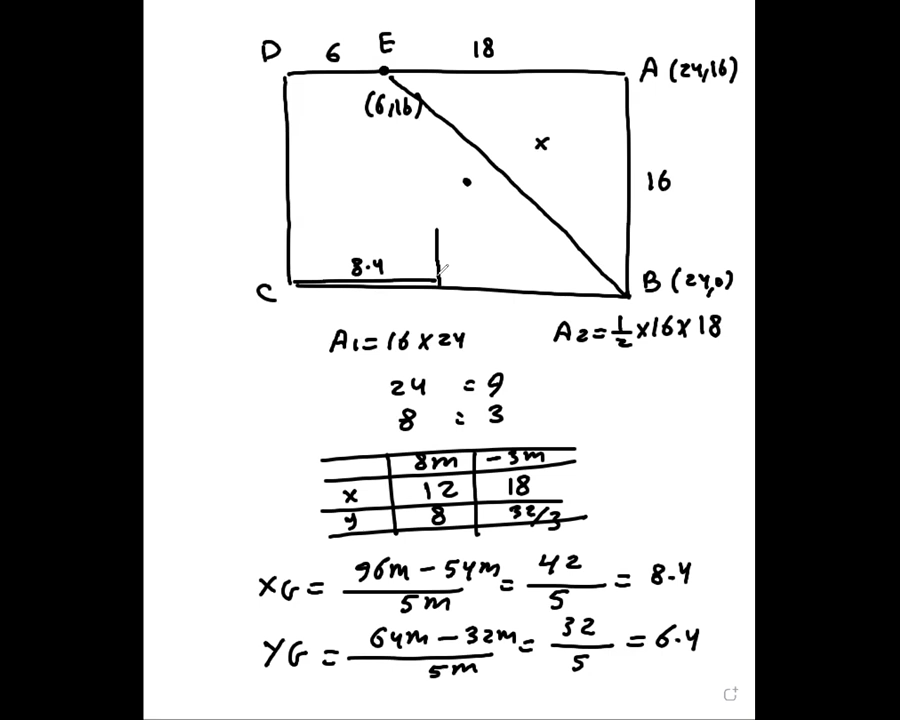 D 6 E 18 A (24,16)
(6,16)
x
16
8.4
C B (24,0)
A1 = 16 x 24 A2 = 1/2 x 16 x 18
24 = 9
8 : 3
8m -3m
x 12 18
y 8 32/3
XG = 96m - 54m / 5m = 42 / 5 = 8.4
YG = 64m - 32m / 5m = 32 / 5 = 6.4